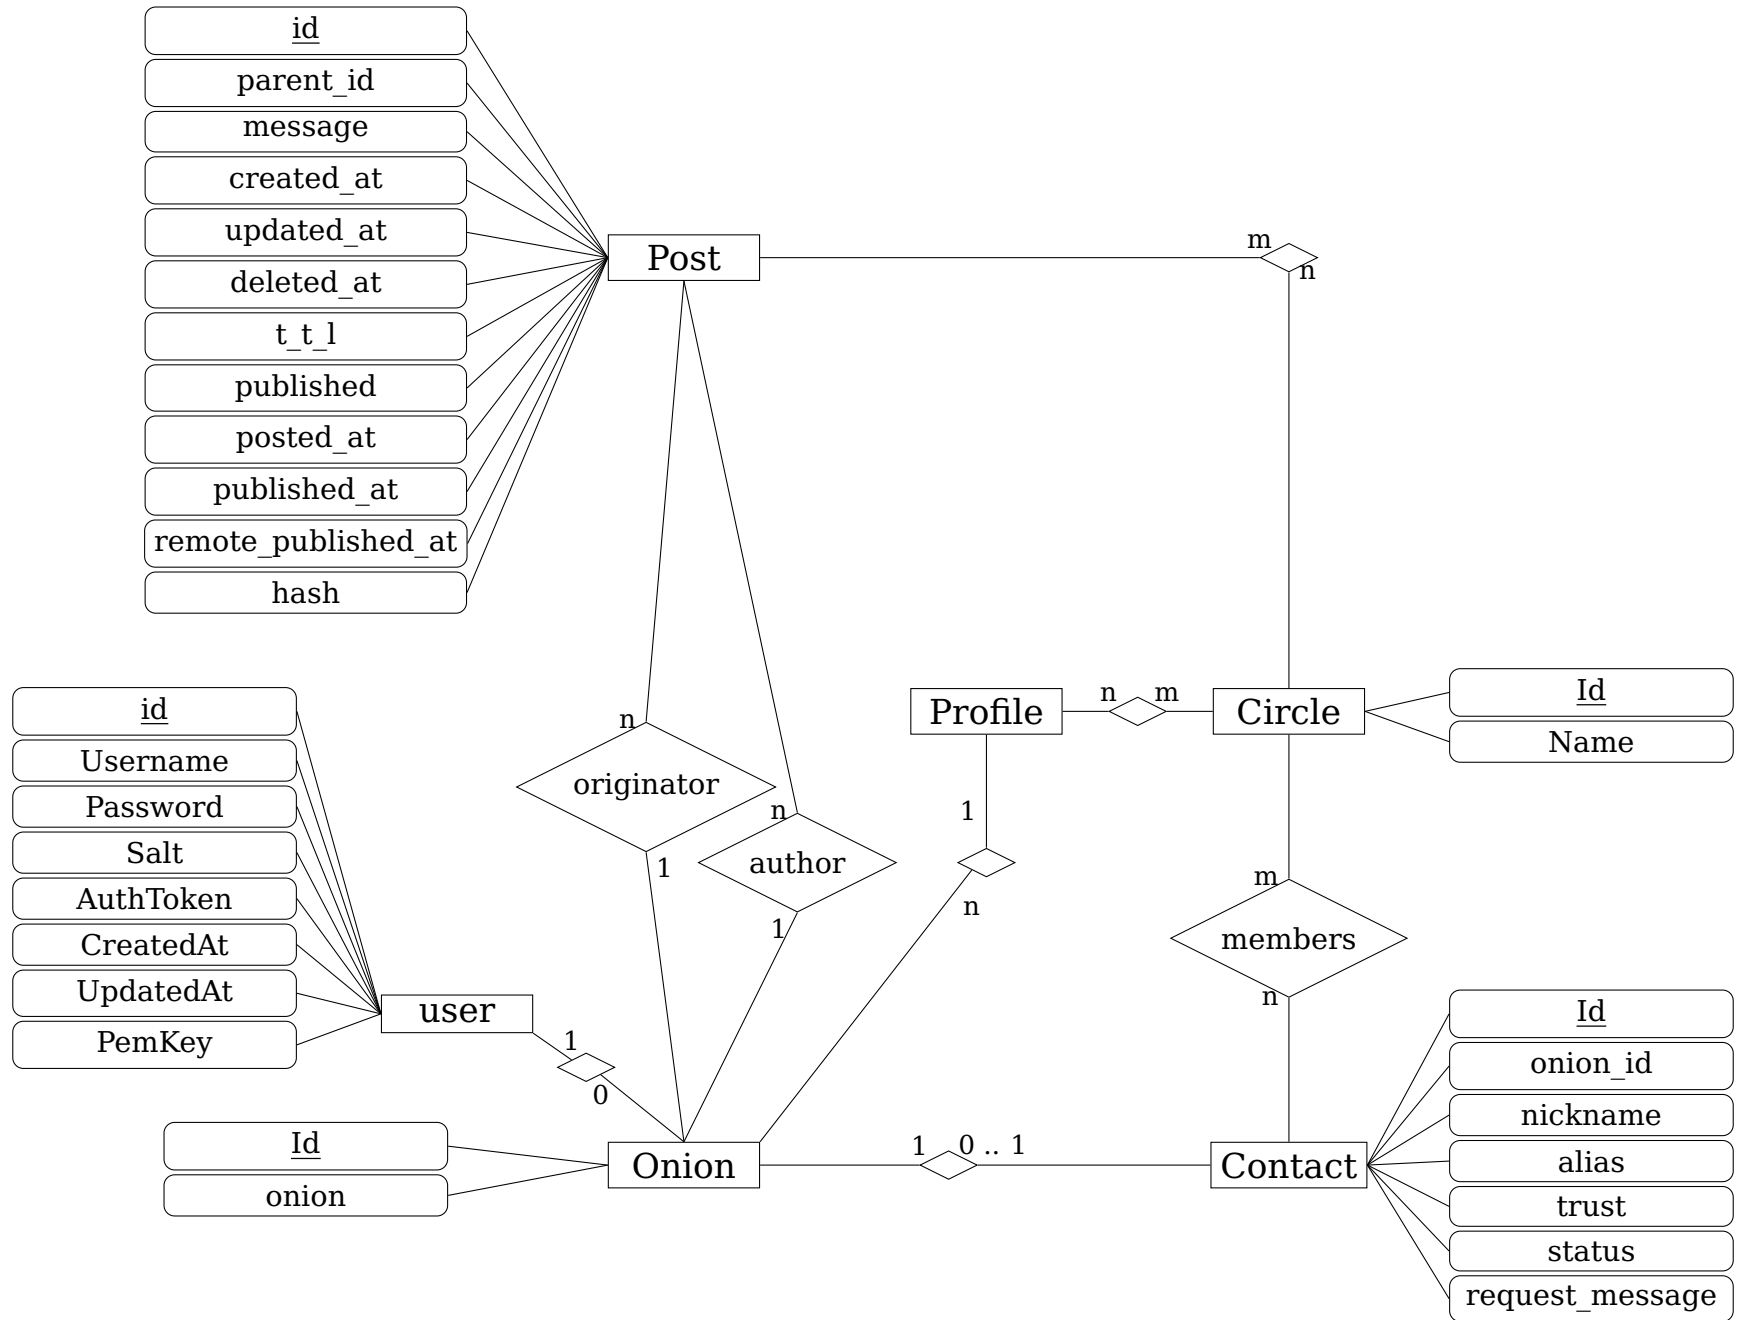 id
parent_id
message
created_at
updated_at
deleted_at
t_t_l
published
posted_at
published_at
remote_published_at
hash
Post
m
n
id
Username
Password
Salt
AuthToken
CreatedAt
UpdatedAt
PemKey
user
n
originator
1
n
author
1
Profile
n
m
Circle
Id
Name
1
n
m
members
n
1
0
Id
onion
Onion
1
0 .. 1
Contact
Id
onion_id
nickname
alias
trust
status
request_message